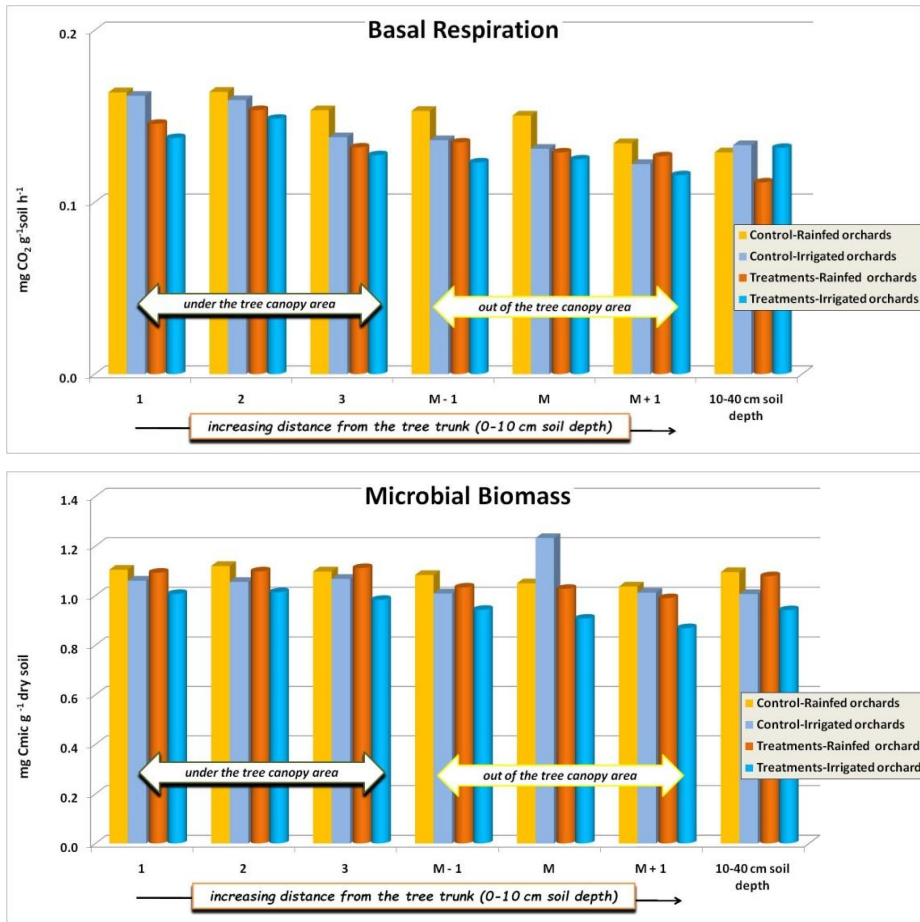 Basal Respiration
0.2
0.1
0.0
mg CO₂ g⁻¹soil h⁻¹
Control-Rainfed orchards
Control-Irrigated orchards
Treatments-Rainfed orchards
Treatments-Irrigated orchards
under the tree canopy area
out of the tree canopy area
1 2 3 M - 1 M M + 1 10-40 cm soil
depth
increasing distance from the tree trunk (0-10 cm soil depth)
Microbial Biomass
1.4
1.2
1.0
0.8
0.6
0.4
0.2
0.0
mg Cmic g ⁻¹ dry soil
Control-Rainfed orchards
Control-Irrigated orchards
Treatments-Rainfed orchard
Treatments-Irrigated orchard
under the tree canopy area
out of the tree canopy area
1 2 3 M - 1 M M + 1 10-40 cm soil
depth
increasing distance from the tree trunk (0-10 cm soil depth)